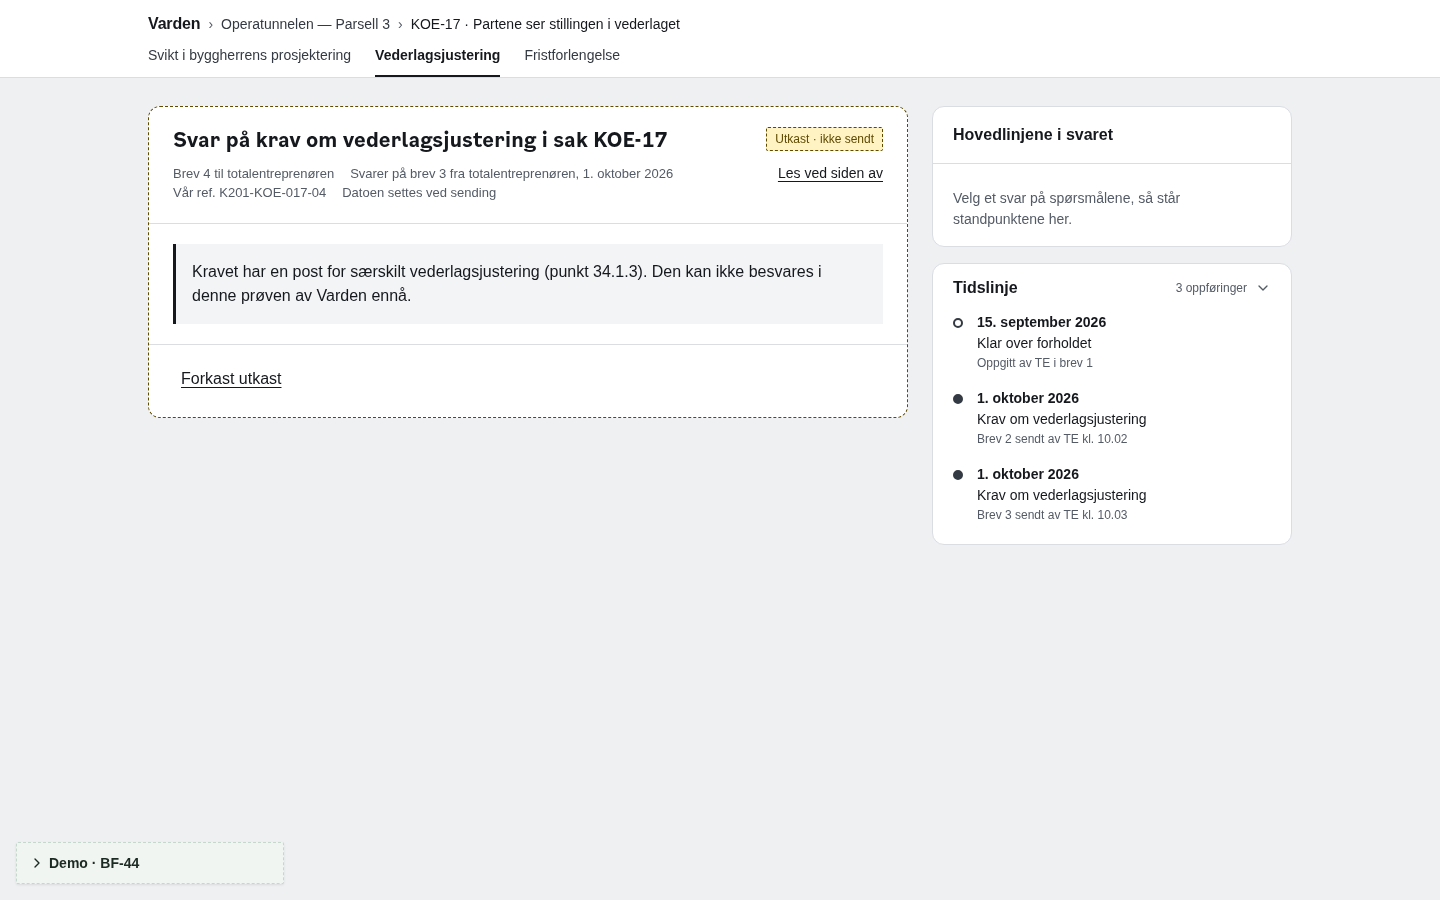 Varden › Operatunnelen — Parsell 3 › KOE-17 · Partene ser stillingen i vederlaget
Svikt i byggherrens prosjektering Vederlagsjustering Fristforlengelse
Svar på krav om vederlagsjustering i sak KOE-17
Utkast · ikke sendt
Brev 4 til totalentreprenøren Svarer på brev 3 fra totalentreprenøren, 1. oktober 2026
Les ved siden av
Vår ref. K201-KOE-017-04 Datoen settes ved sending
Kravet har en post for særskilt vederlagsjustering (punkt 34.1.3). Den kan ikke besvares i
denne prøven av Varden ennå.
Forkast utkast
Hovedlinjene i svaret
Velg et svar på spørsmålene, så står
standpunktene her.
Tidslinje
3 oppføringer
15. september 2026
Klar over forholdet
Oppgitt av TE i brev 1
1. oktober 2026
Krav om vederlagsjustering
Brev 2 sendt av TE kl. 10.02
1. oktober 2026
Krav om vederlagsjustering
Brev 3 sendt av TE kl. 10.03
Demo · BF-44